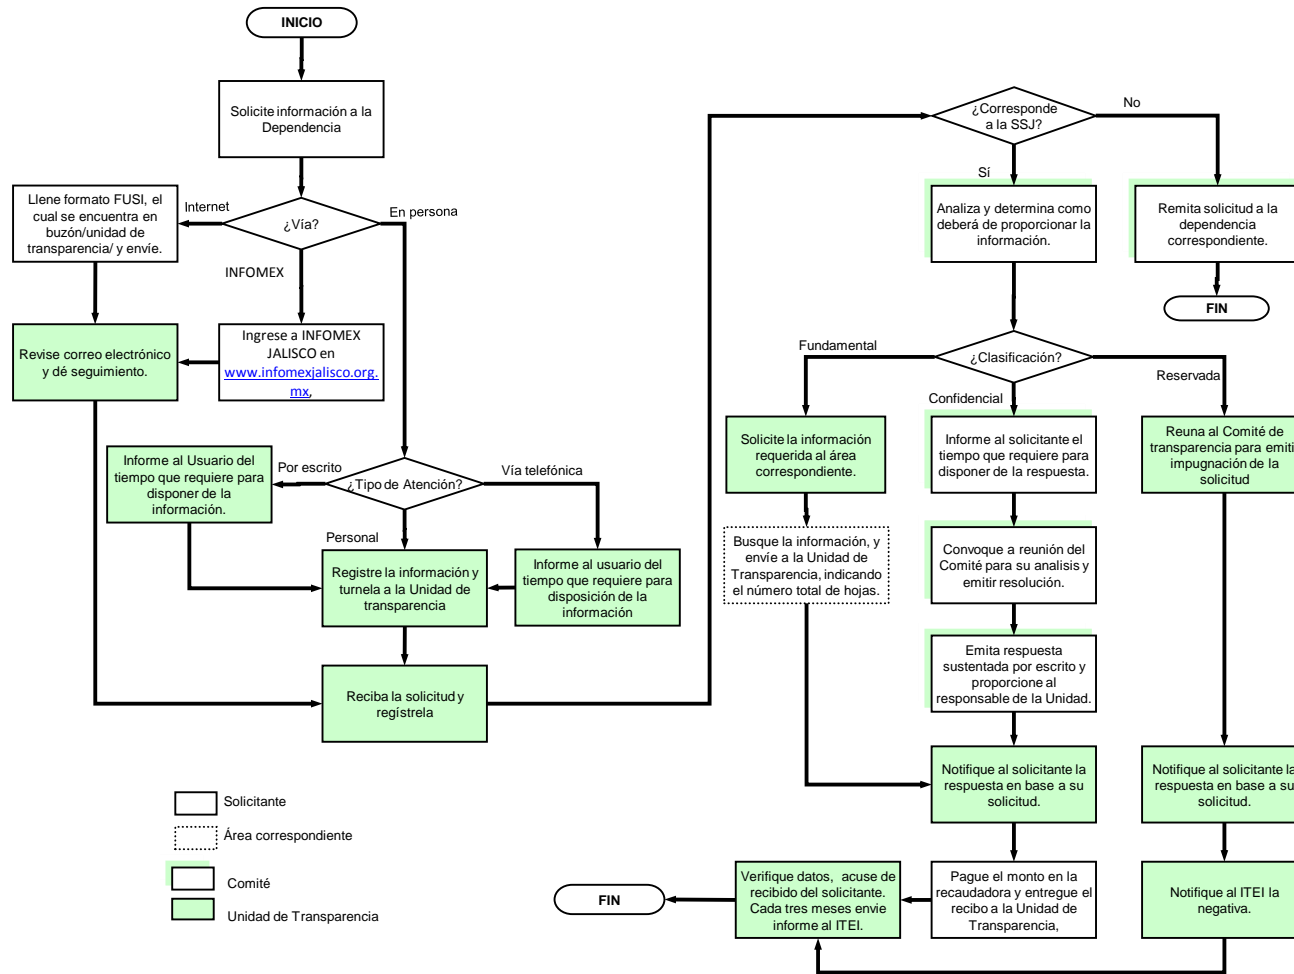 INICIO
Solicite información a la
Dependencia
¿Vía?
Internet
En persona
INFOMEX
Llene formato FUSI, el
cual se encuentra en
buzón/unidad de
transparencia/ y envíe.
Revise correo electrónico
y dé seguimiento.
Ingrese a INFOMEX
JALISCO en
www.infomexjalisco.org.
mx,
¿Tipo de Atención?
Por escrito
Vía telefónica
Personal
Informe al Usuario del
tiempo que requiere para
disponer de la
información.
Registre la información y
turnela a la Unidad de
transparencia
Informe al usuario del
tiempo que requiere para
disposición de la
información
Reciba la solicitud y
regístrela
¿Corresponde
a la SSJ?
No
Sí
Analiza y determina como
deberá de proporcionar la
información.
Remita solicitud a la
dependencia
correspondiente.
FIN
¿Clasificación?
Fundamental
Confidencial
Reservada
Solicite la información
requerida al área
correspondiente.
Busque la información, y
envíe a la Unidad de
Transparencia, indicando
el número total de hojas.
Informe al solicitante el
tiempo que requiere para
disponer de la respuesta.
Convoque a reunión del
Comité para su analisis y
emitir resolución.
Emita respuesta
sustentada por escrito y
proporcione al
responsable de la Unidad.
Reuna al Comité de
transparencia para emiti
impugnación de la
solicitud
Notifique al solicitante la
respuesta en base a su
solicitud.
Notifique al solicitante la
respuesta en base a su
solicitud.
Pague el monto en la
recaudadora y entregue el
recibo a la Unidad de
Transparencia,
Notifique al ITEI la
negativa.
Verifique datos, acuse de
recibido del solicitante.
Cada tres meses envie
informe al ITEI.
FIN
Solicitante
Área correspondiente
Comité
Unidad de Transparencia